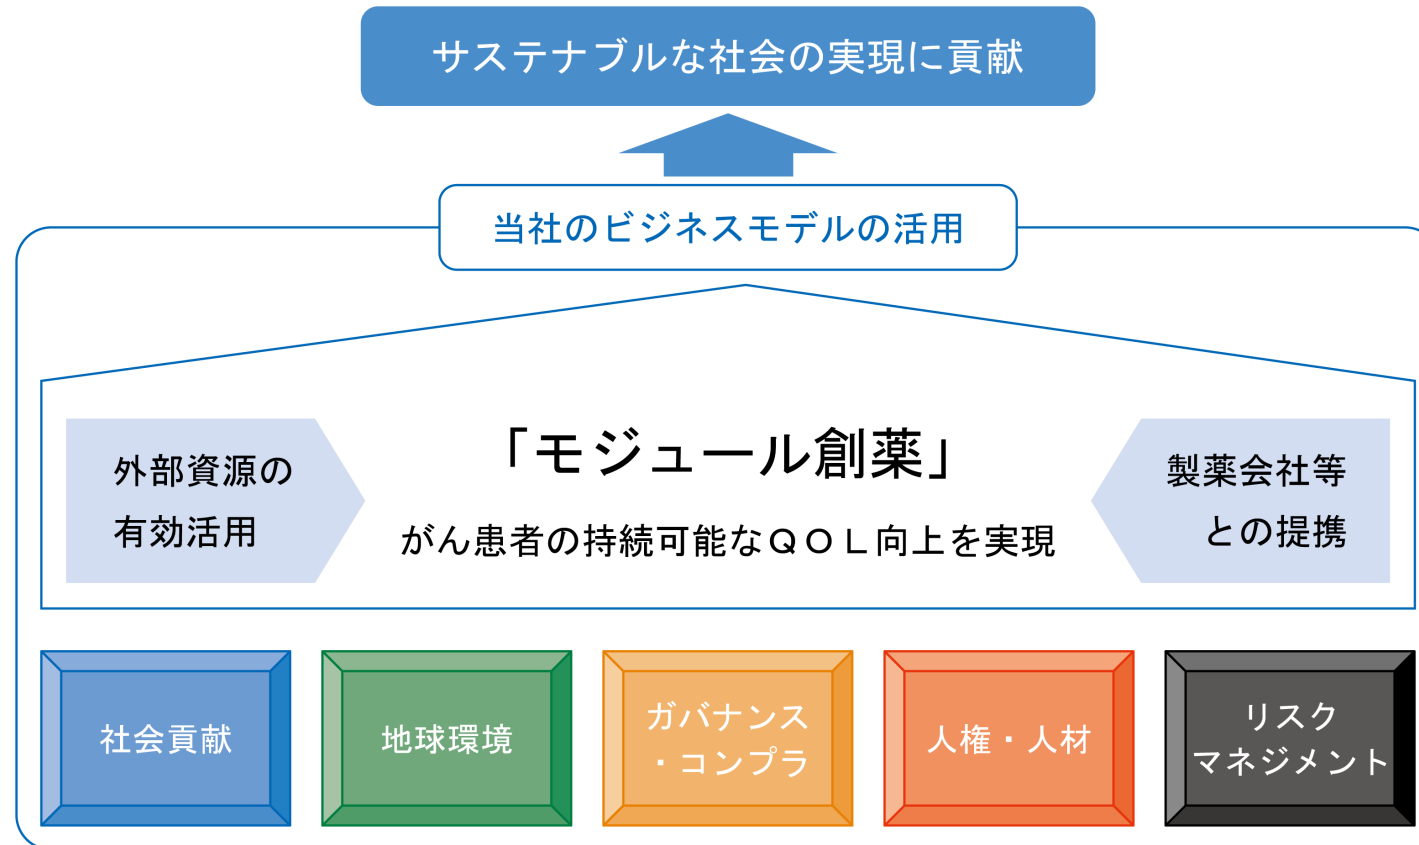 サステナブルな社会の実現に貢献
当社のビジネスモデルの活用
外部資源の
有効活用
「モジュール創薬」
がん患者の持続可能なＱＯＬ向上を実現
製薬会社等
との提携
社会貢献
地球環境
ガバナンス
・コンプラ
人権・人材
リスク
マネジメント